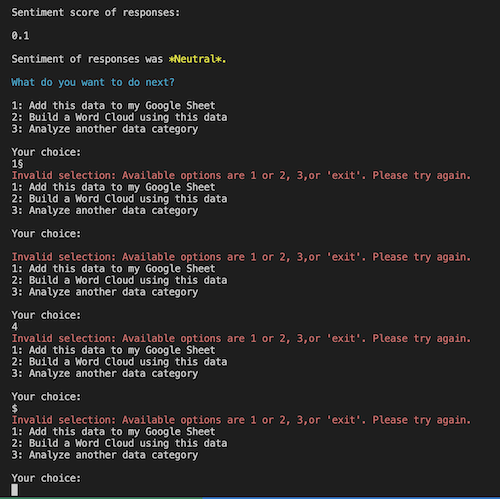 Sentiment score of responses:
0.1
Sentiment of responses was *Neutral*.
What do you want to do next?
1: Add this data to my Google Sheet
2: Build a Word Cloud using this data
3: Analyze another data category
Your choice:
1§
Invalid selection: Available options are 1 or 2, 3,or 'exit'. Please try again.
1: Add this data to my Google Sheet
2: Build a Word Cloud using this data
3: Analyze another data category
Your choice:
Invalid selection: Available options are 1 or 2, 3,or 'exit'. Please try again.
1: Add this data to my Google Sheet
2: Build a Word Cloud using this data
3: Analyze another data category
Your choice:
4
Invalid selection: Available options are 1 or 2, 3,or 'exit'. Please try again.
1: Add this data to my Google Sheet
2: Build a Word Cloud using this data
3: Analyze another data category
Your choice:
$
Invalid selection: Available options are 1 or 2, 3,or 'exit'. Please try again.
1: Add this data to my Google Sheet
2: Build a Word Cloud using this data
3: Analyze another data category
Your choice: